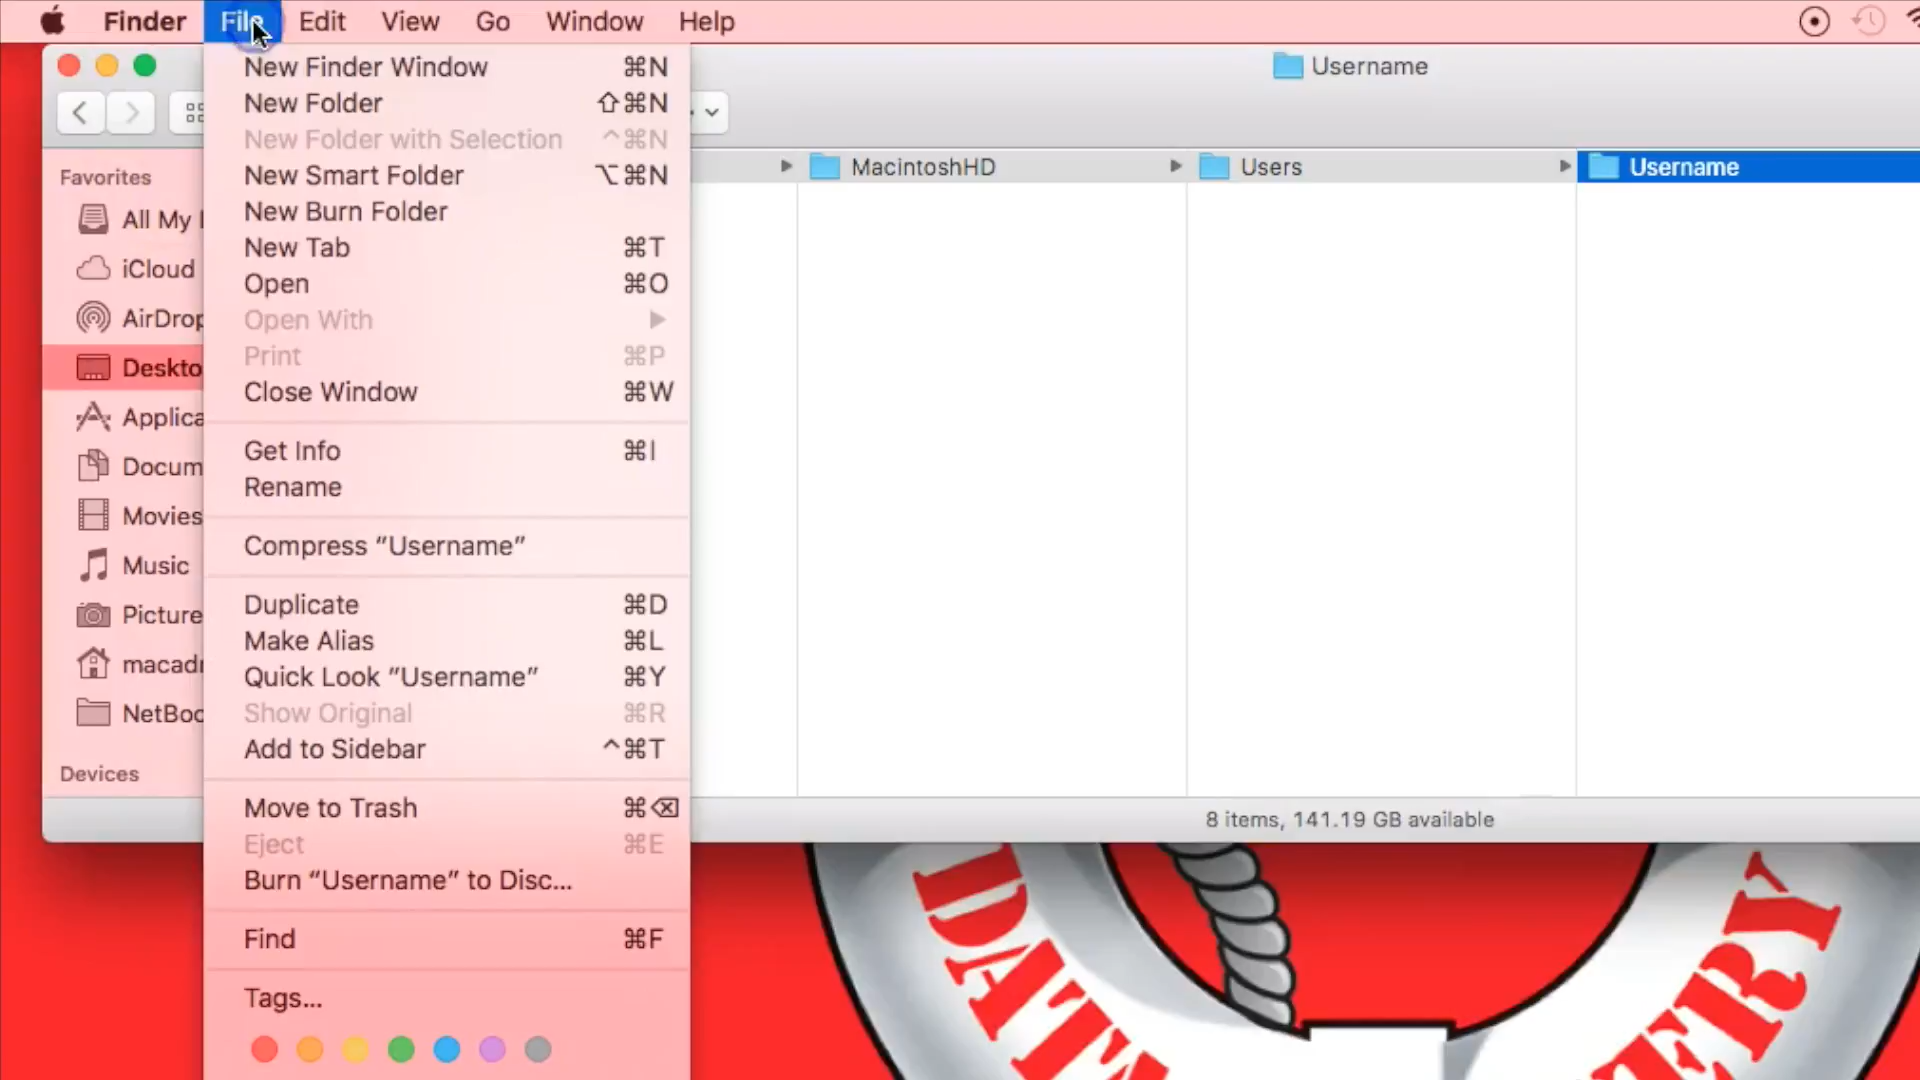 Finder File Edit View Go Window Help
Username
New Finder Window ⌘N
New Folder ⇧⌘N
New Folder with Selection ^⌘N
New Smart Folder ⌥⌘N
New Burn Folder
New Tab ⌘T
Open ⌘O
Open With ▶
Print ⌘P
Close Window ⌘W
Get Info ⌘I
Rename
Compress “Username”
Duplicate ⌘D
Make Alias ⌘L
Quick Look “Username” ⌘Y
Show Original ⌘R
Add to Sidebar ^⌘T
Move to Trash ⌘⌫
Eject ⌘E
Burn “Username” to Disc...
Find ⌘F
Tags...
Favorites
All My
iCloud
AirDrop
Deskto
Applica
Docum
Movies
Music
Picture
macad
NetBoo
Devices
MacintoshHD
Users
Username
8 items, 141.19 GB available
DATA
ERY